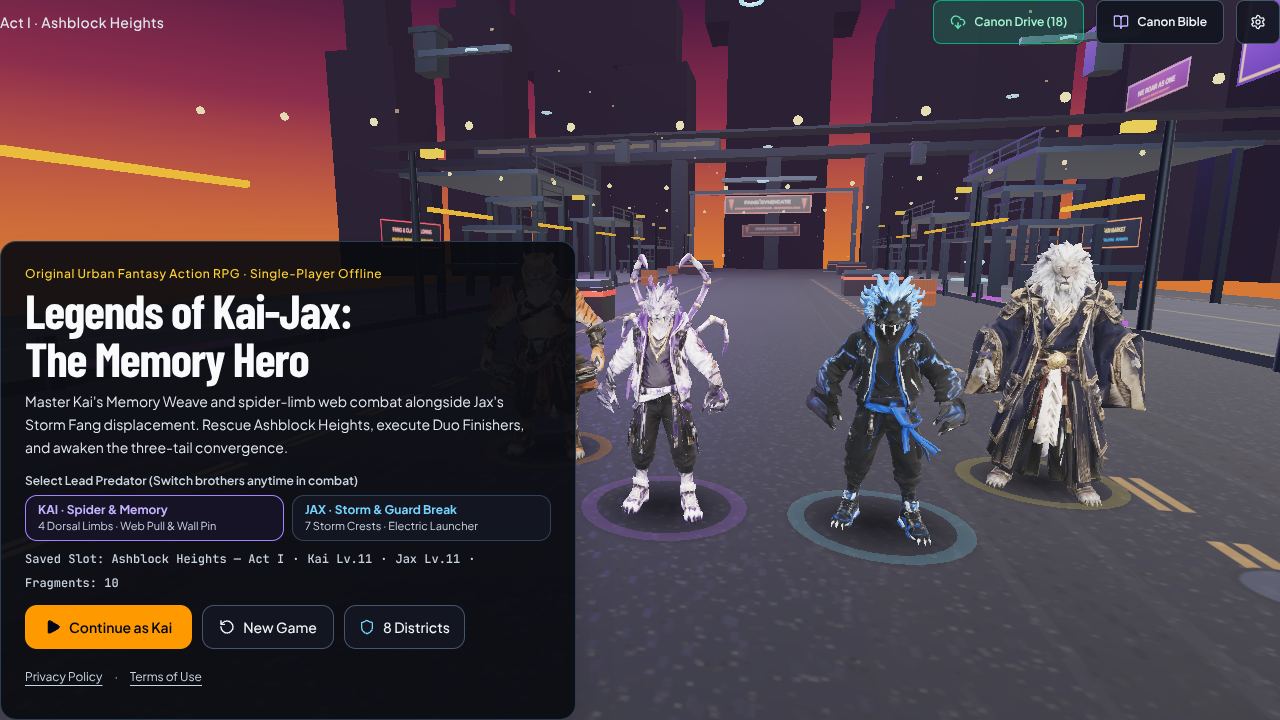 Act I · Ashblock Heights
Canon Drive (18)
Canon Bible
WE ROAR AS ONE
FANG SYNDICATE
Original Urban Fantasy Action RPG · Single-Player Offline
Legends of Kai-Jax:
The Memory Hero
Master Kai's Memory Weave and spider-limb web combat alongside Jax's
Storm Fang displacement. Rescue Ashblock Heights, execute Duo Finishers,
and awaken the three-tail convergence.
Select Lead Predator (Switch brothers anytime in combat)
KAI · Spider & Memory
4 Dorsal Limbs · Web Pull & Wall Pin
JAX · Storm & Guard Break
7 Storm Crests · Electric Launcher
Saved Slot: Ashblock Heights — Act I · Kai Lv.11 · Jax Lv.11 ·
Fragments: 10
Continue as Kai
New Game
8 Districts
Privacy Policy · Terms of Use